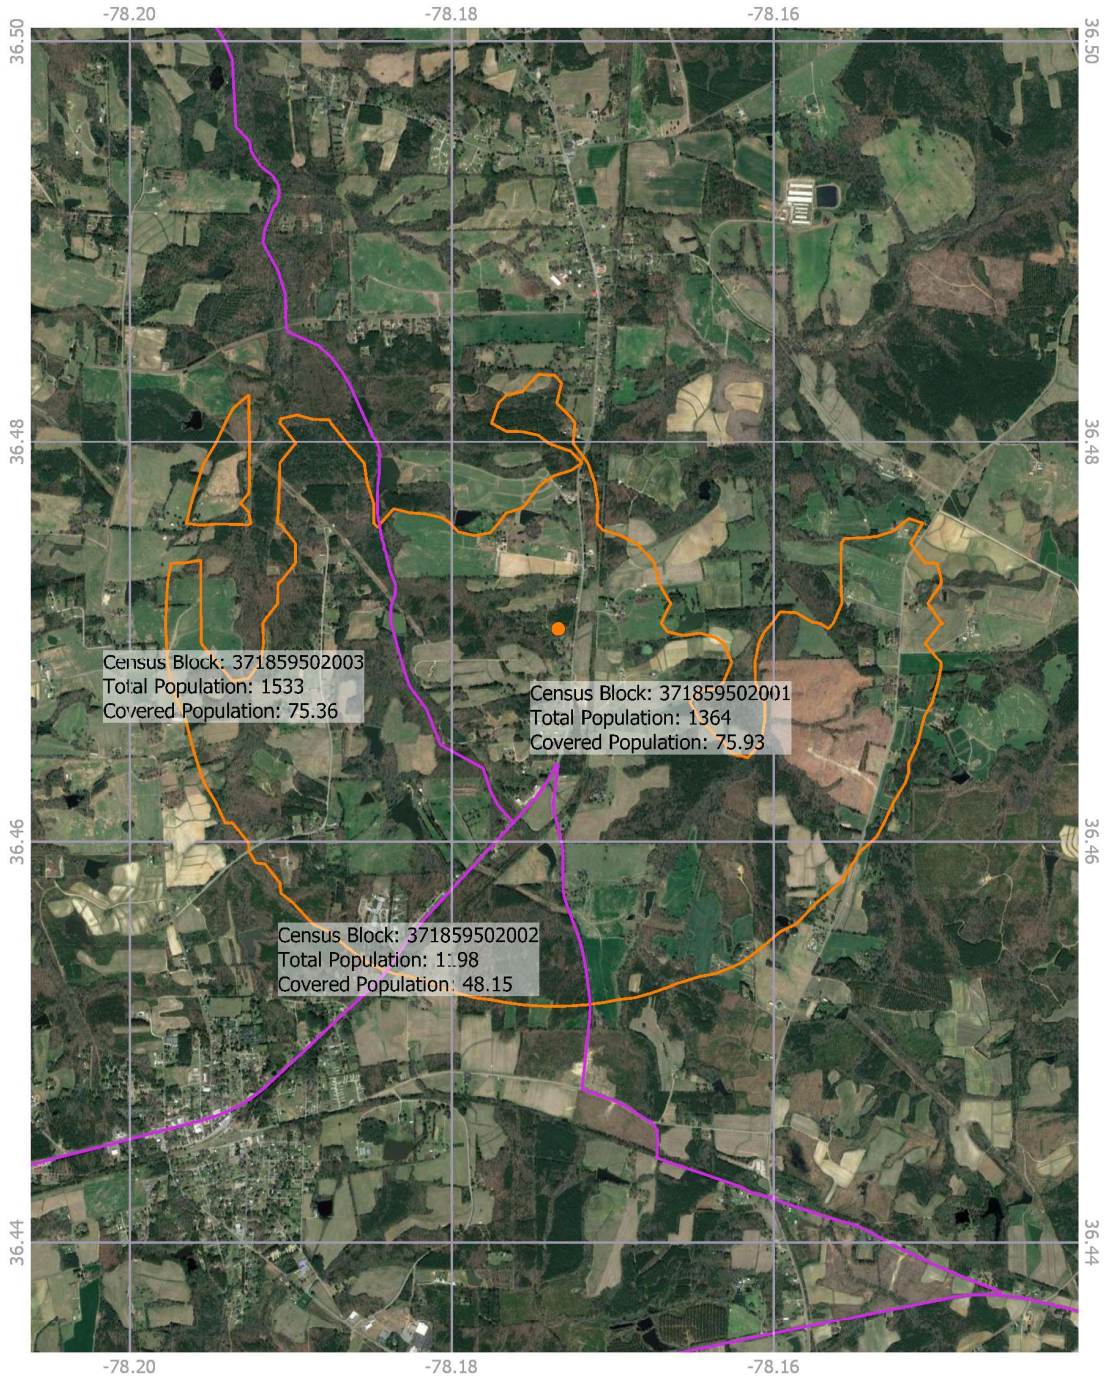 -78.20 -78.18 -78.16
36.50 36.50
36.48 36.48
Census Block: 371859502003
Total Population: 1533
Covered Population: 75.36
Census Block: 371859502001
Total Population: 1364
Covered Population: 75.93
36.46 36.46
Census Block: 371859502002
Total Population:
Covered Population: 48.15
36.44 36.44
-78.20 -78.18 -78.16